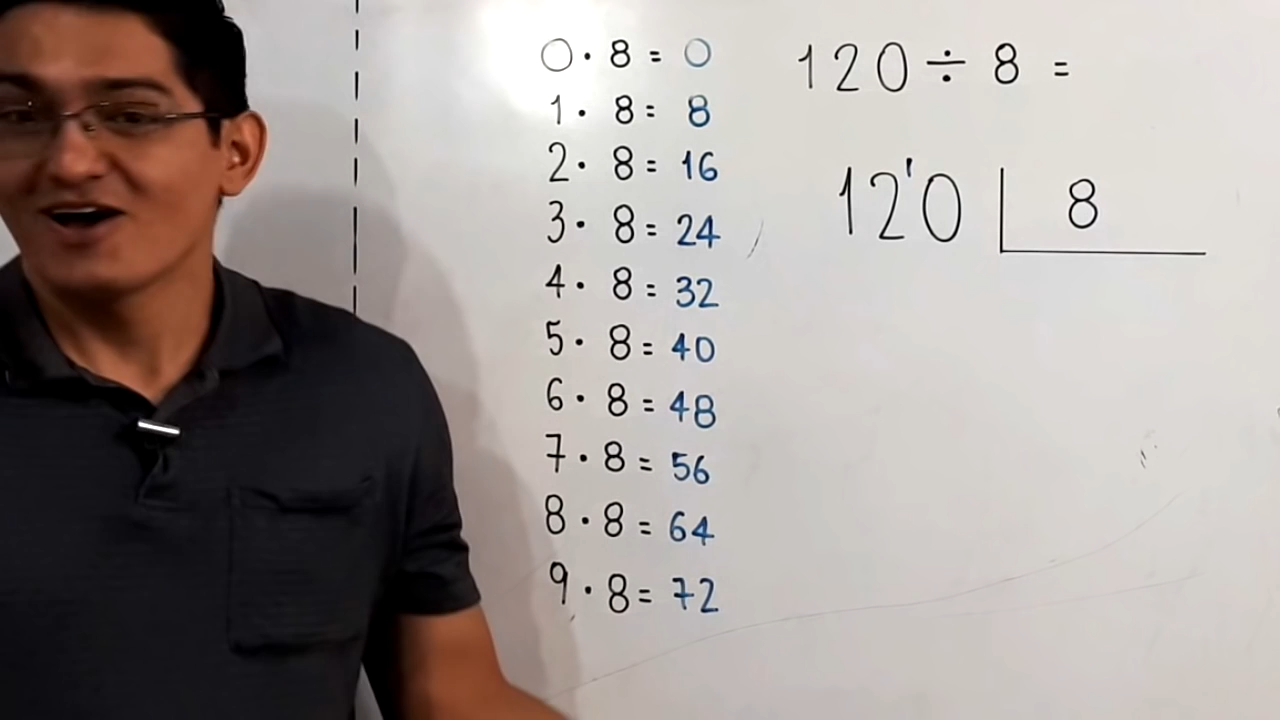 0 · 8 = 0
1 · 8 = 8
2 · 8 = 16
3 · 8 = 24
4 · 8 = 32
5 · 8 = 40
6 · 8 = 48
7 · 8 = 56
8 · 8 = 64
9 · 8 = 72
120 ÷ 8 =
12'0 8